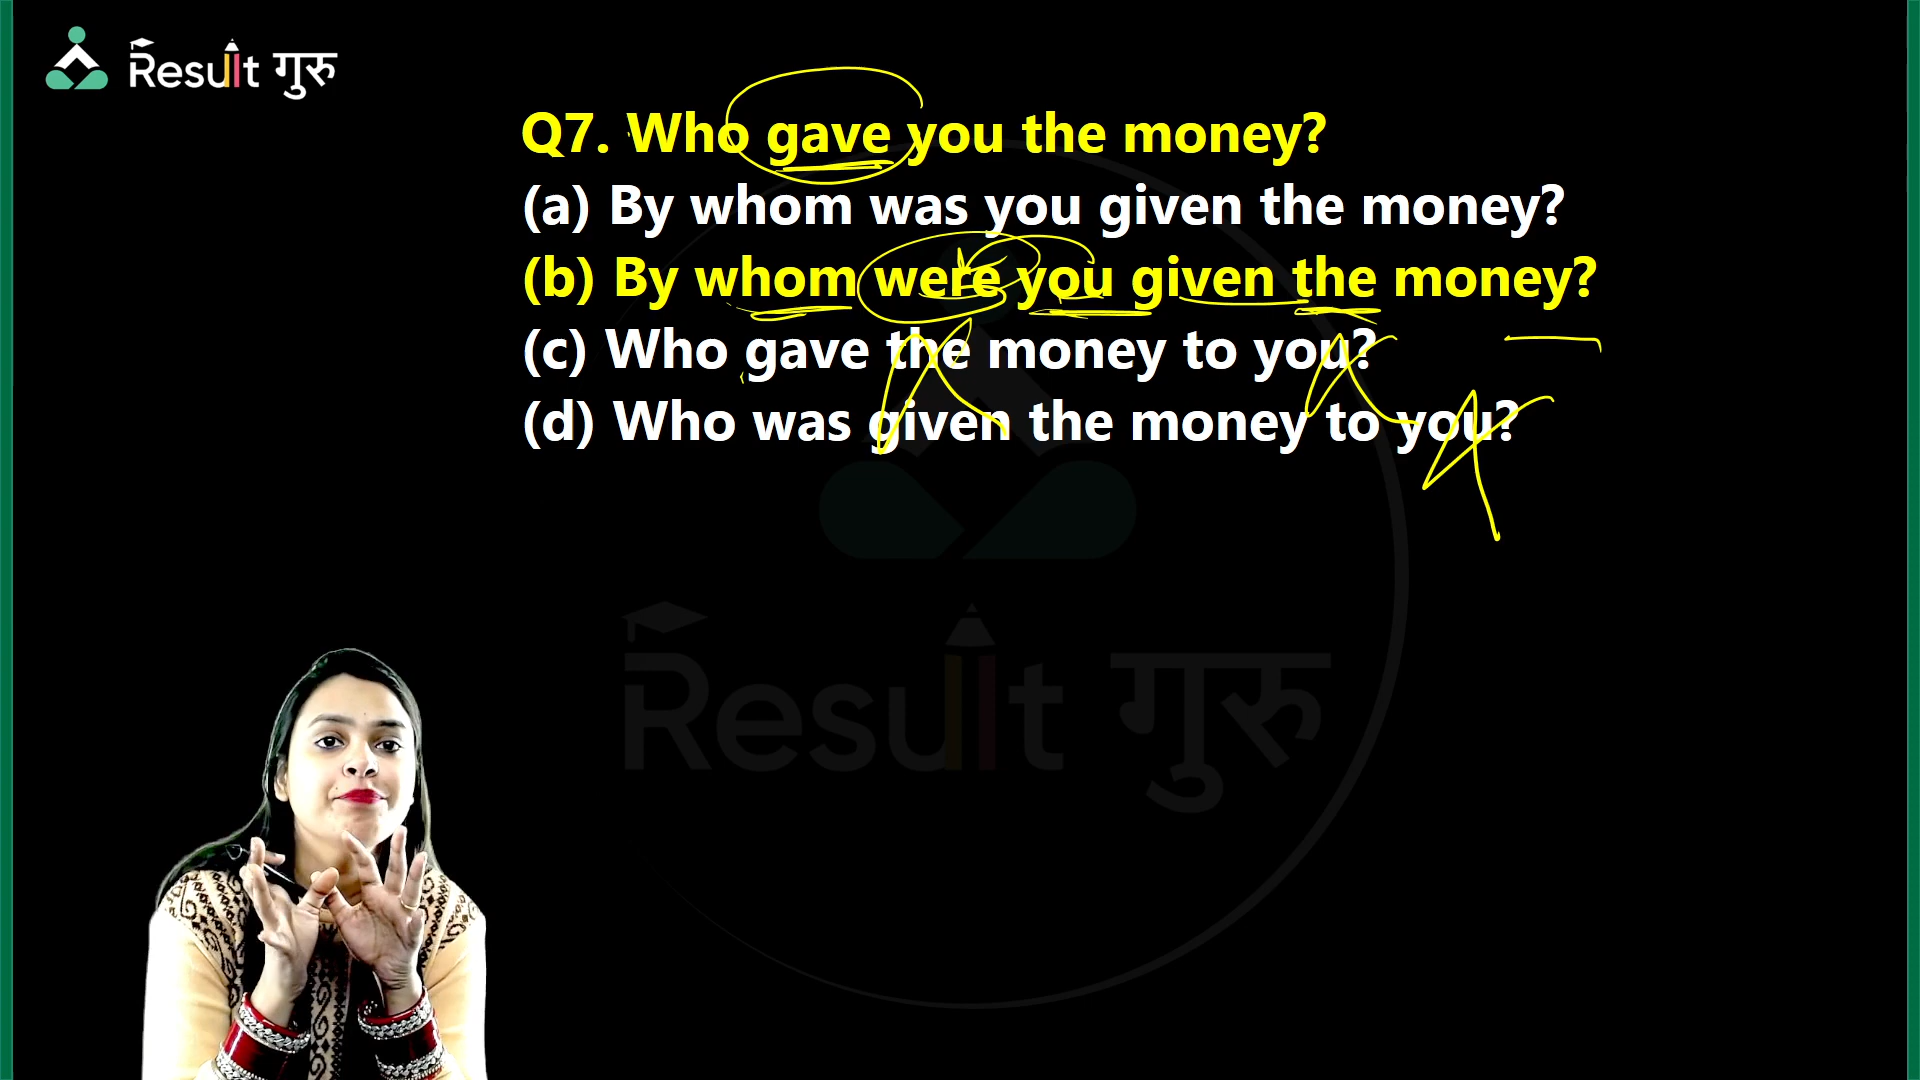 Result गुरु
Q7. Who gave you the money?
(a) By whom was you given the money?
(b) By whom were you given the money?
(c) Who gave the money to you?
(d) Who was given the money to you?
Result गुरु